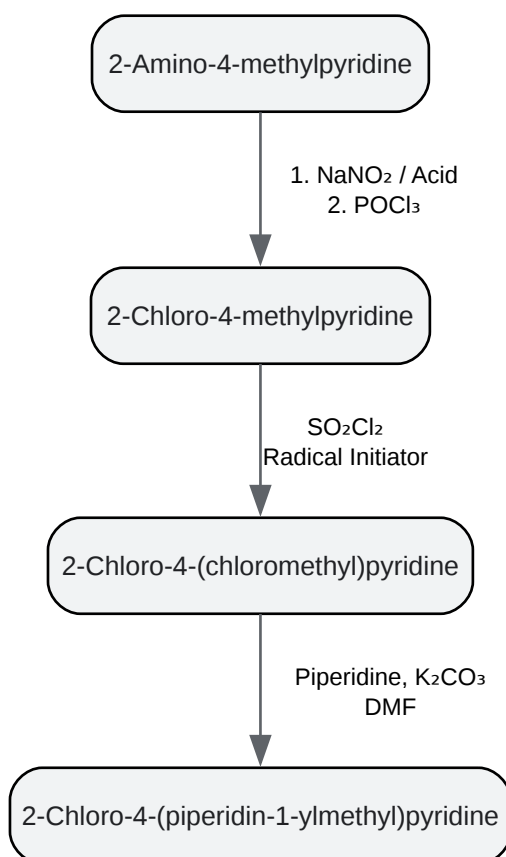 2-Amino-4-methylpyridine
1. NaNO₂ / Acid
2. POCl₃
2-Chloro-4-methylpyridine
SO₂Cl₂
Radical Initiator
2-Chloro-4-(chloromethyl)pyridine
Piperidine, K₂CO₃
DMF
2-Chloro-4-(piperidin-1-ylmethyl)pyridine